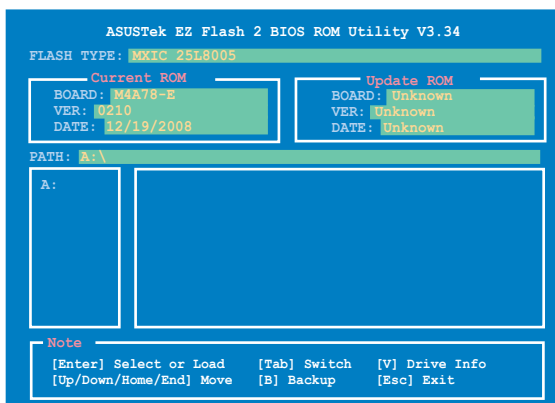 ASUSTek EZ Flash 2 BIOS ROM Utility V3.34
FLASH TYPE: MXIC 25L8005
Current ROM
BOARD: M4A78-E
VER: 0210
DATE: 12/19/2008
Update ROM
BOARD: Unknown
VER: Unknown
DATE: Unknown
PATH: A:\
A:
Note
[Enter] Select or Load [Tab] Switch [V] Drive Info
[Up/Down/Home/End] Move [B] Backup [Esc] Exit